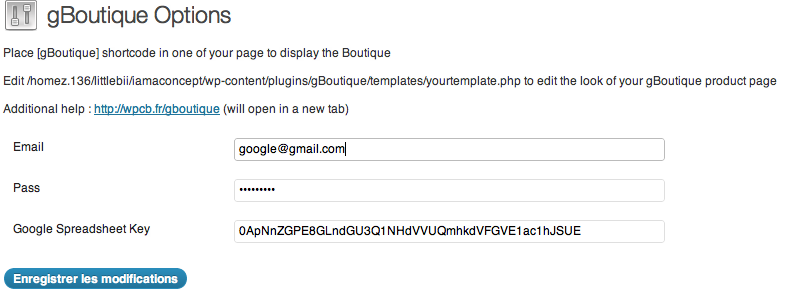 gBoutique Options
Place [gBoutique] shortcode in one of your page to display the Boutique
Edit /homez.136/littlebii/iamaconcept/wp-content/plugins/gBoutique/templates/yourtemplate.php to edit the look of your gBoutique product page
Additional help : http://wpcb.fr/gboutique (will open in a new tab)
Email google@gmail.com
Pass •••••••••
Google Spreadsheet Key 0ApNnZGPE8GLndGU3Q1NHdVVUQmhkdVFGVE1ac1hJSUE
Enregistrer les modifications